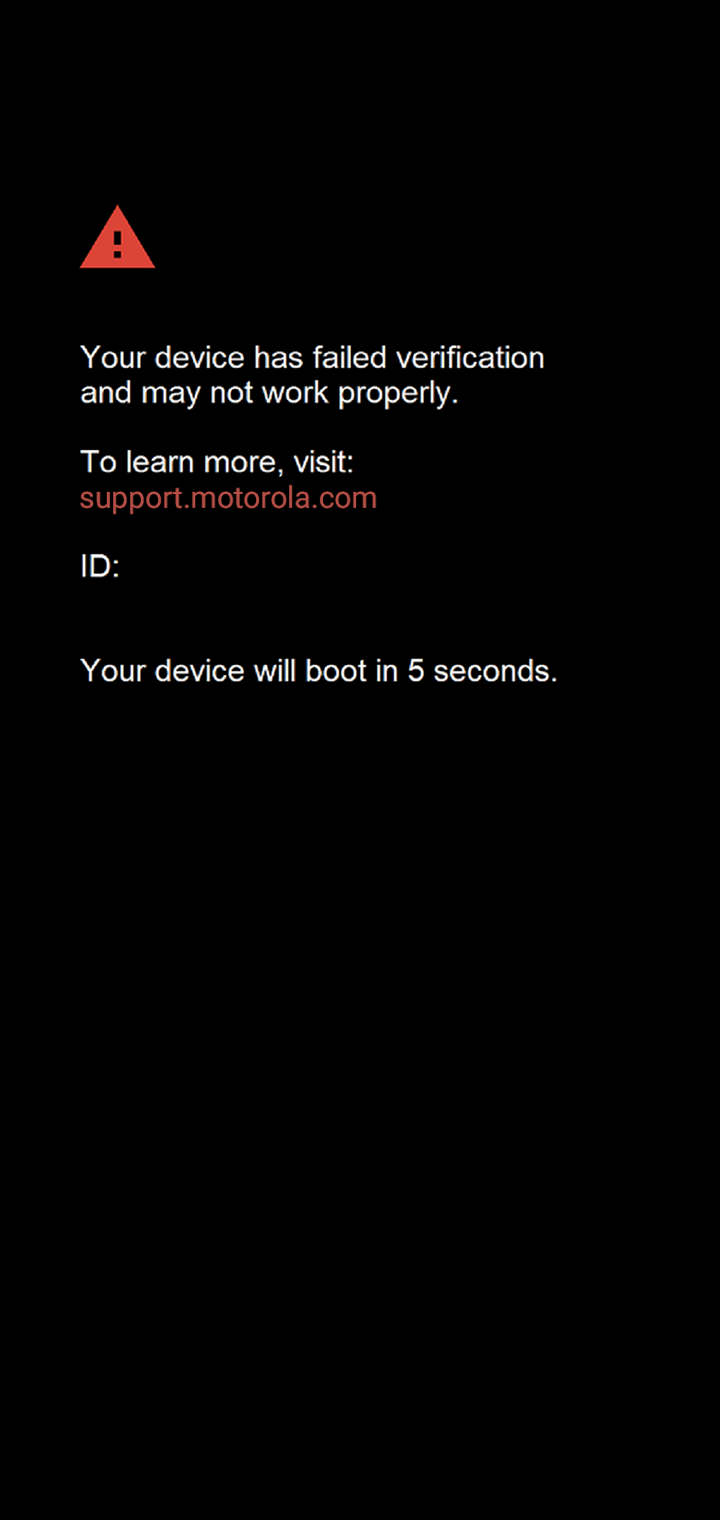 Your device has failed verification
and may not work properly.
To learn more, visit:
support.motorola.com
ID:
Your device will boot in 5 seconds.